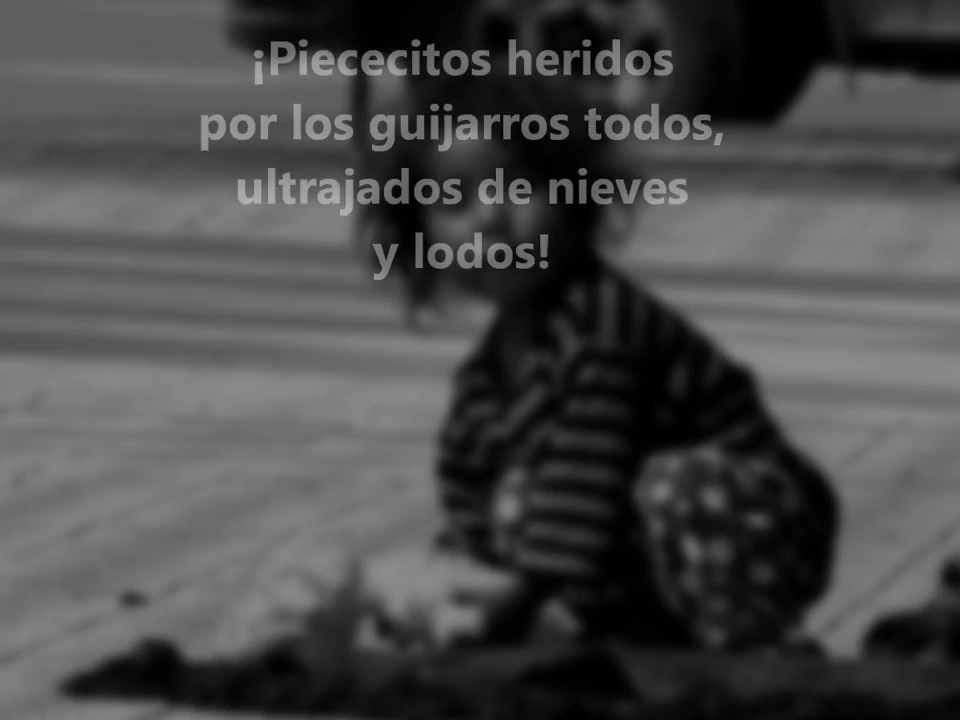 ¡Piececitos heridos
por los guijarros todos,
ultrajados de nieves
y lodos!